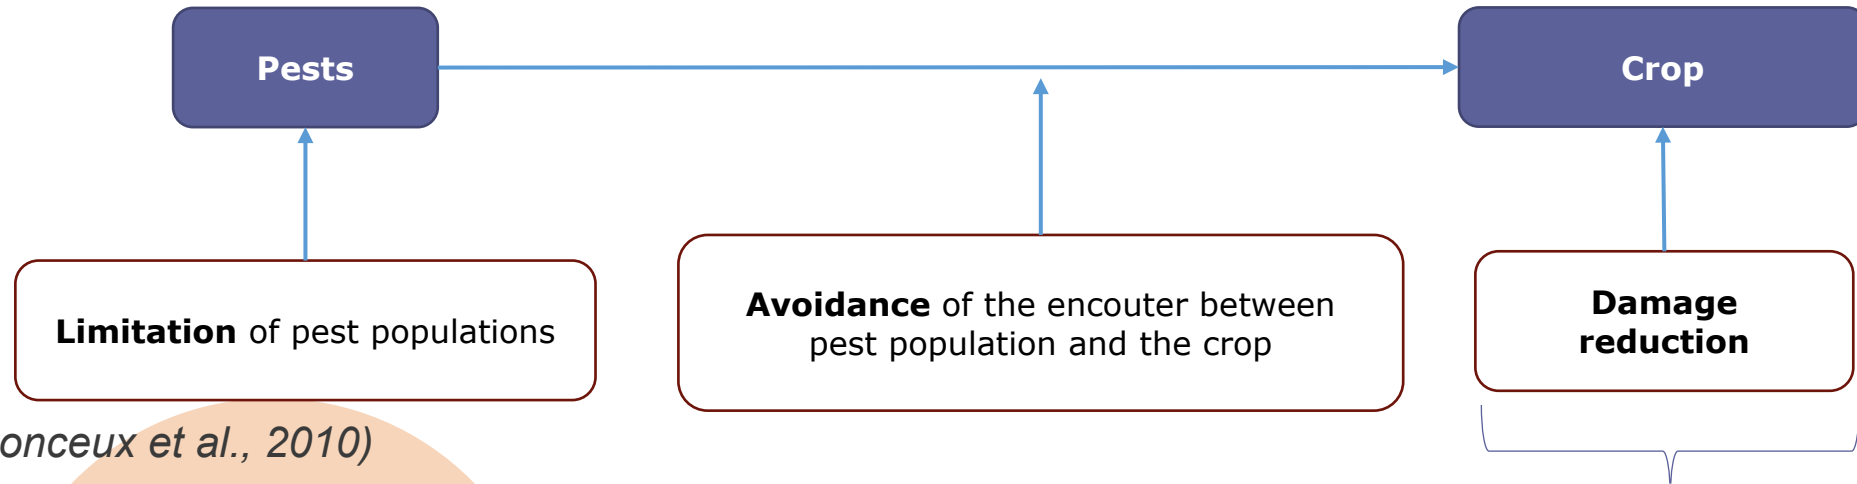 Pests
Crop
Limitation of pest populations
Avoidance of the encouter between
pest population and the crop
Damage
reduction
onceux et al., 2010)